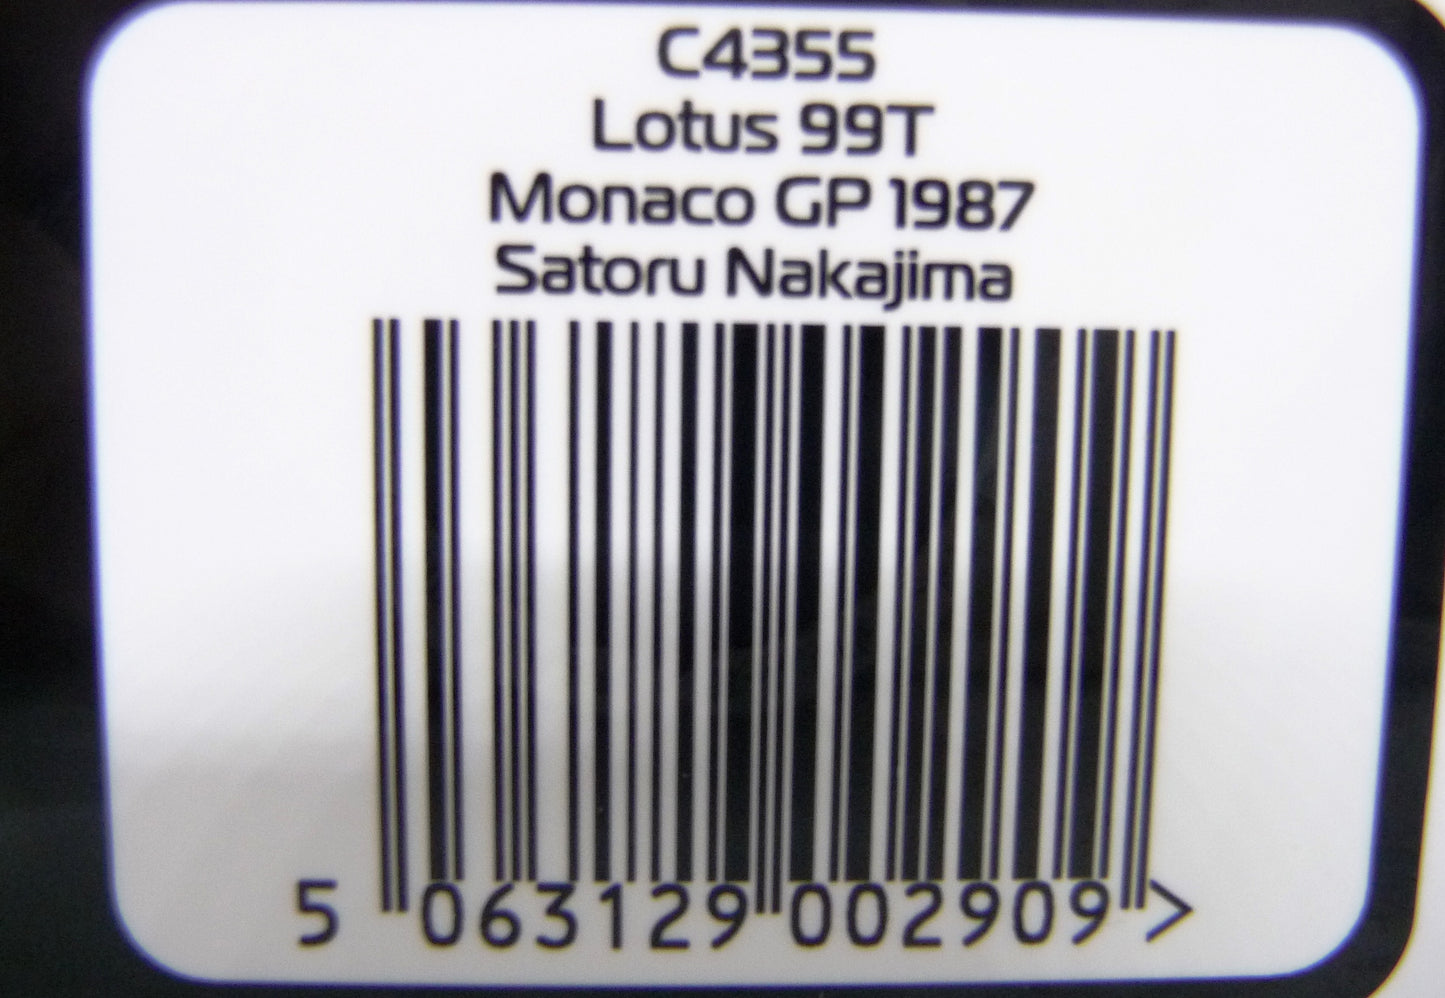 C4355
Lotus 99T
Monaco GP 1987
Satoru Nakajima
5 063129 002909 >